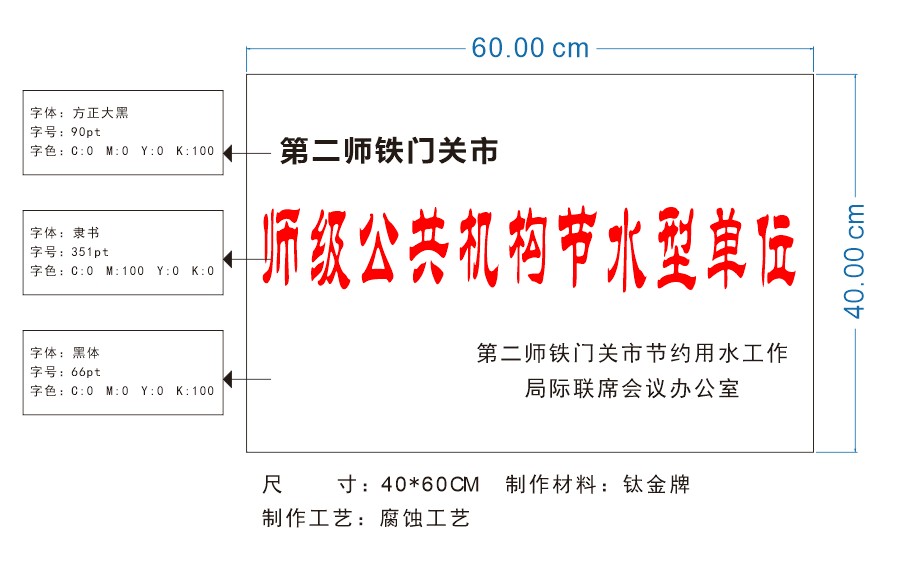 60.00 cm
字体：方正大黑
字号：90pt
字色：C:0 M:0 Y:0 K:100
第二师铁门关市
字体：隶书
字号：351pt
字色：C:0 M:100 Y:0 K:0
师级公共机构节水型单位
40.00 cm
字体：黑体
字号：66pt
字色：C:0 M:0 Y:0 K:100
第二师铁门关市节约用水工作
局际联席会议办公室
尺 寸：40*60CM 制作材料：钛金牌
制作工艺：腐蚀工艺